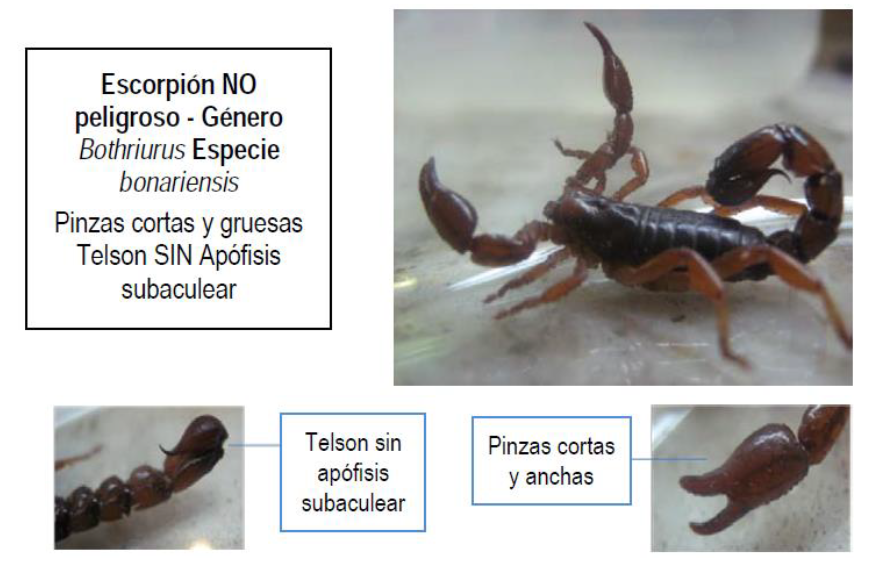 Escorpión NO
peligroso - Género
Bothriurus Especie
bonariensis
Pinzas cortas y gruesas
Telson SIN Apófisis
subaculear
Telson sin
apófisis
subaculear
Pinzas cortas
y anchas